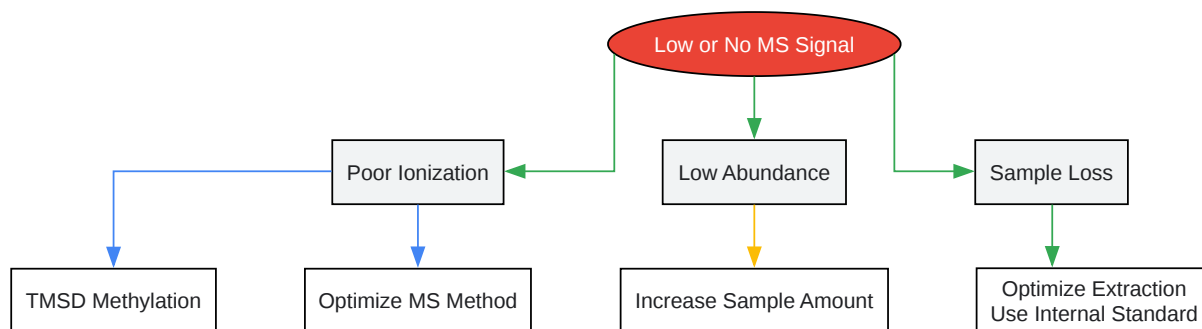 Low or No MS Signal
Poor Ionization
Low Abundance
Sample Loss
TMSD Methylation
Optimize MS Method
Increase Sample Amount
Optimize Extraction
Use Internal Standard